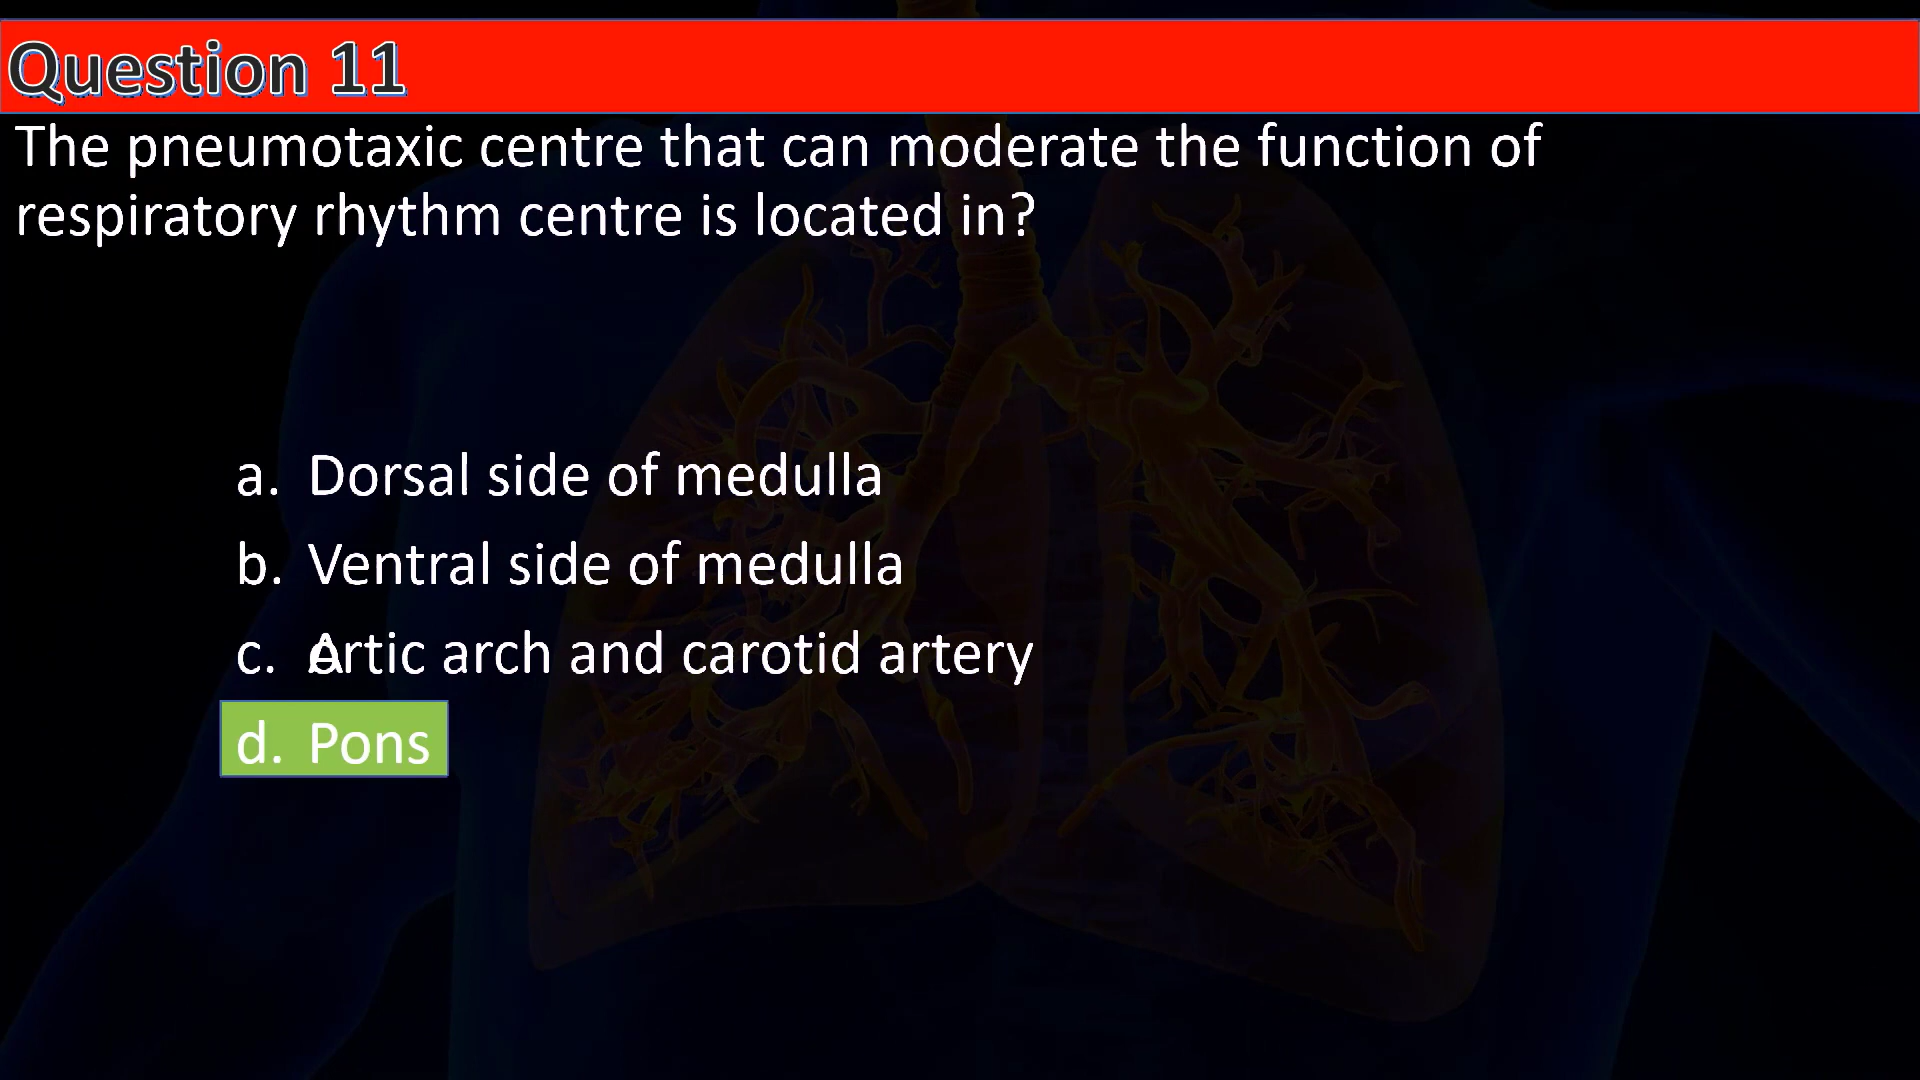 Question 11
The pneumotaxic centre that can moderate the function of
respiratory rhythm centre is located in?
a. Dorsal side of medulla
b. Ventral side of medulla
c. Artic arch and carotid artery
d. Pons